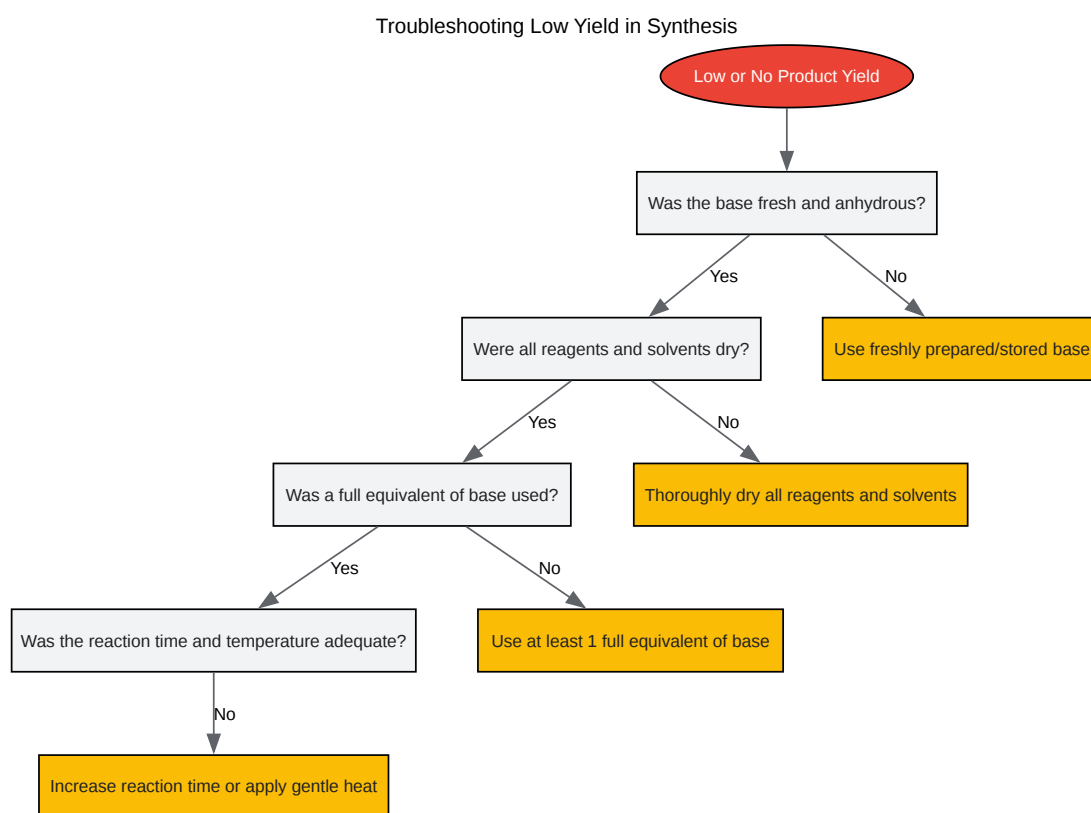 Troubleshooting Low Yield in Synthesis
Low or No Product Yield
Was the base fresh and anhydrous?
Yes
No
Were all reagents and solvents dry?
Use freshly prepared/stored base
Yes
No
Was a full equivalent of base used?
Thoroughly dry all reagents and solvents
Yes
No
Was the reaction time and temperature adequate?
Use at least 1 full equivalent of base
No
Increase reaction time or apply gentle heat